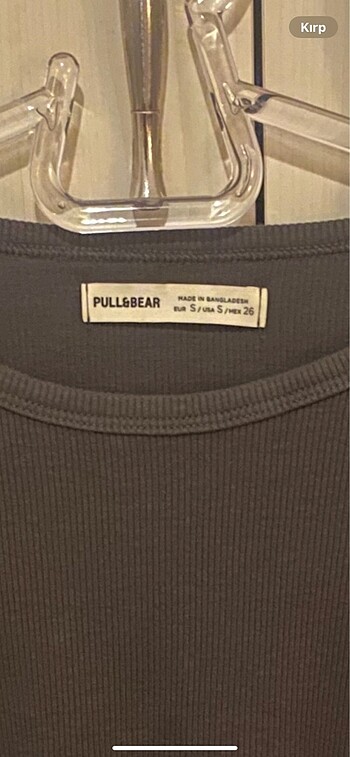 Kırp
PULL&BEAR
MADE IN BANGLADESH
EUR S / USA S / MEX 26